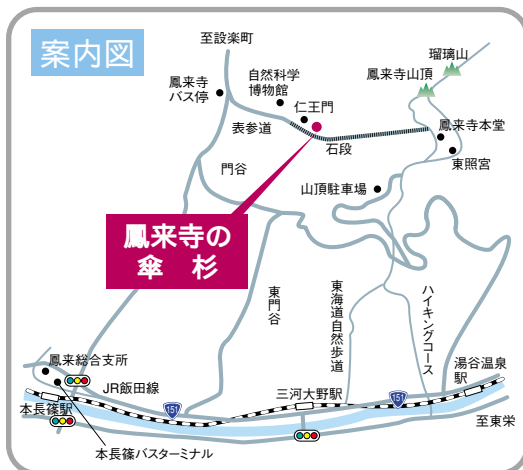 案内図
至設楽町
瑠璃山
鳳来寺山頂
自然科学
博物館
鳳来寺
バス停
仁王門
表参道
石段
鳳来寺本堂
東照宮
門谷
山頂駐車場
鳳来寺の
傘 杉
東門谷
東海道自然歩道
ハイキングコース
鳳来総合支所
JR飯田線
湯谷温泉
駅
三河大野駅
151
151
本長篠駅
至東栄
本長篠バスターミナル